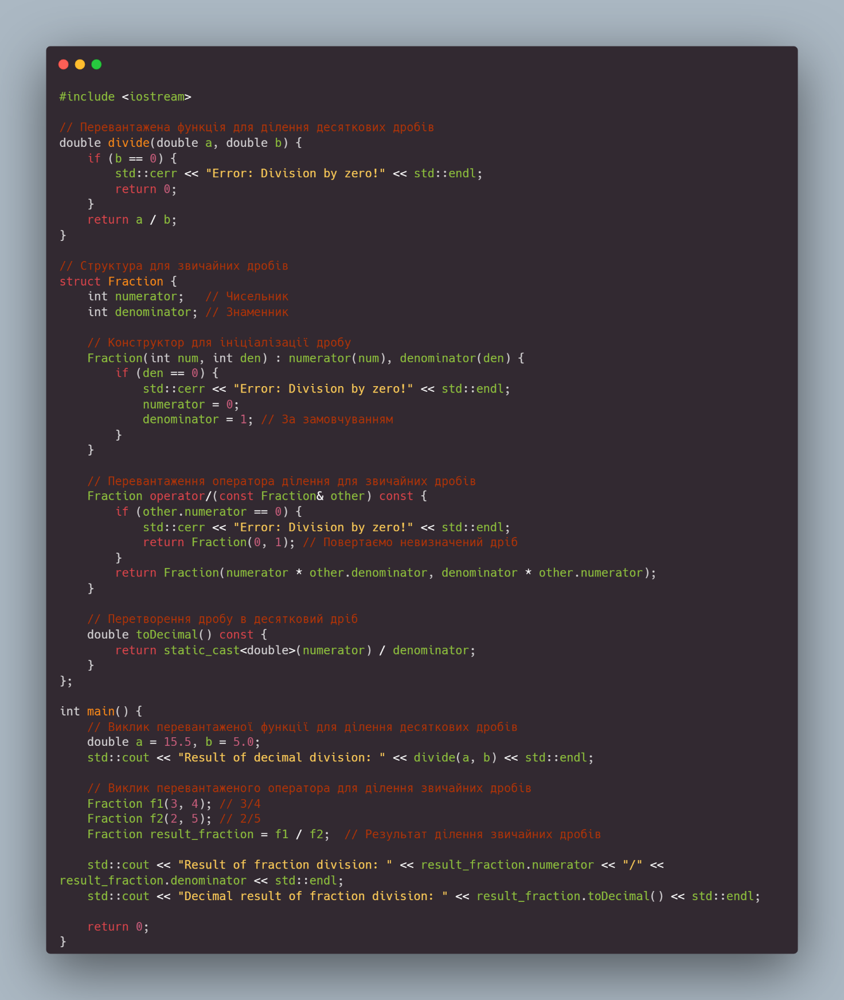 #include <iostream>

// Перевантажена функція для ділення десяткових дробів
double divide(double a, double b) {
    if (b == 0) {
        std::cerr << "Error: Division by zero!" << std::endl;
        return 0;
    }
    return a / b;
}

// Структура для звичайних дробів
struct Fraction {
    int numerator;   // Чисельник
    int denominator; // Знаменник

    // Конструктор для ініціалізації дробу
    Fraction(int num, int den) : numerator(num), denominator(den) {
        if (den == 0) {
            std::cerr << "Error: Division by zero!" << std::endl;
            numerator = 0;
            denominator = 1; // За замовчуванням
        }
    }

    // Перевантаження оператора ділення для звичайних дробів
    Fraction operator/(const Fraction& other) const {
        if (other.numerator == 0) {
            std::cerr << "Error: Division by zero!" << std::endl;
            return Fraction(0, 1); // Повертаємо невизначений дріб
        }
        return Fraction(numerator * other.denominator, denominator * other.numerator);
    }

    // Перетворення дробу в десятковий дріб
    double toDecimal() const {
        return static_cast<double>(numerator) / denominator;
    }
};

int main() {
    // Виклик перевантаженої функції для ділення десяткових дробів
    double a = 15.5, b = 5.0;
    std::cout << "Result of decimal division: " << divide(a, b) << std::endl;

    // Виклик перевантаженого оператора для ділення звичайних дробів
    Fraction f1(3, 4); // 3/4
    Fraction f2(2, 5); // 2/5
    Fraction result_fraction = f1 / f2;  // Результат ділення звичайних дробів

    std::cout << "Result of fraction division: " << result_fraction.numerator << "/" <<
result_fraction.denominator << std::endl;
    std::cout << "Decimal result of fraction division: " << result_fraction.toDecimal() << std::endl;

    return 0;
}